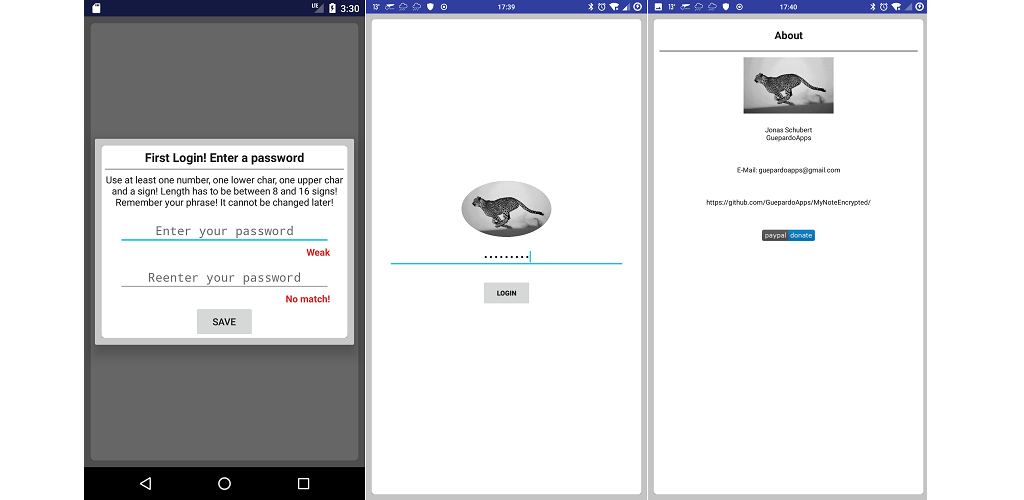 LTE 3:30
First Login! Enter a password
Use at least one number, one lower char, one upper char
and a sign! Length has to be between 8 and 16 signs!
Remember your phrase! It cannot be changed later!
Enter your password
Weak
Reenter your password
No match!
SAVE
13° 17:39
•••••••••
LOGIN
13° 17:40
About
Jonas Schubert
GuepardoApps
E-Mail: guepardoapps@gmail.com
https://github.com/GuepardoApps/MyNoteEncrypted/
paypal donate